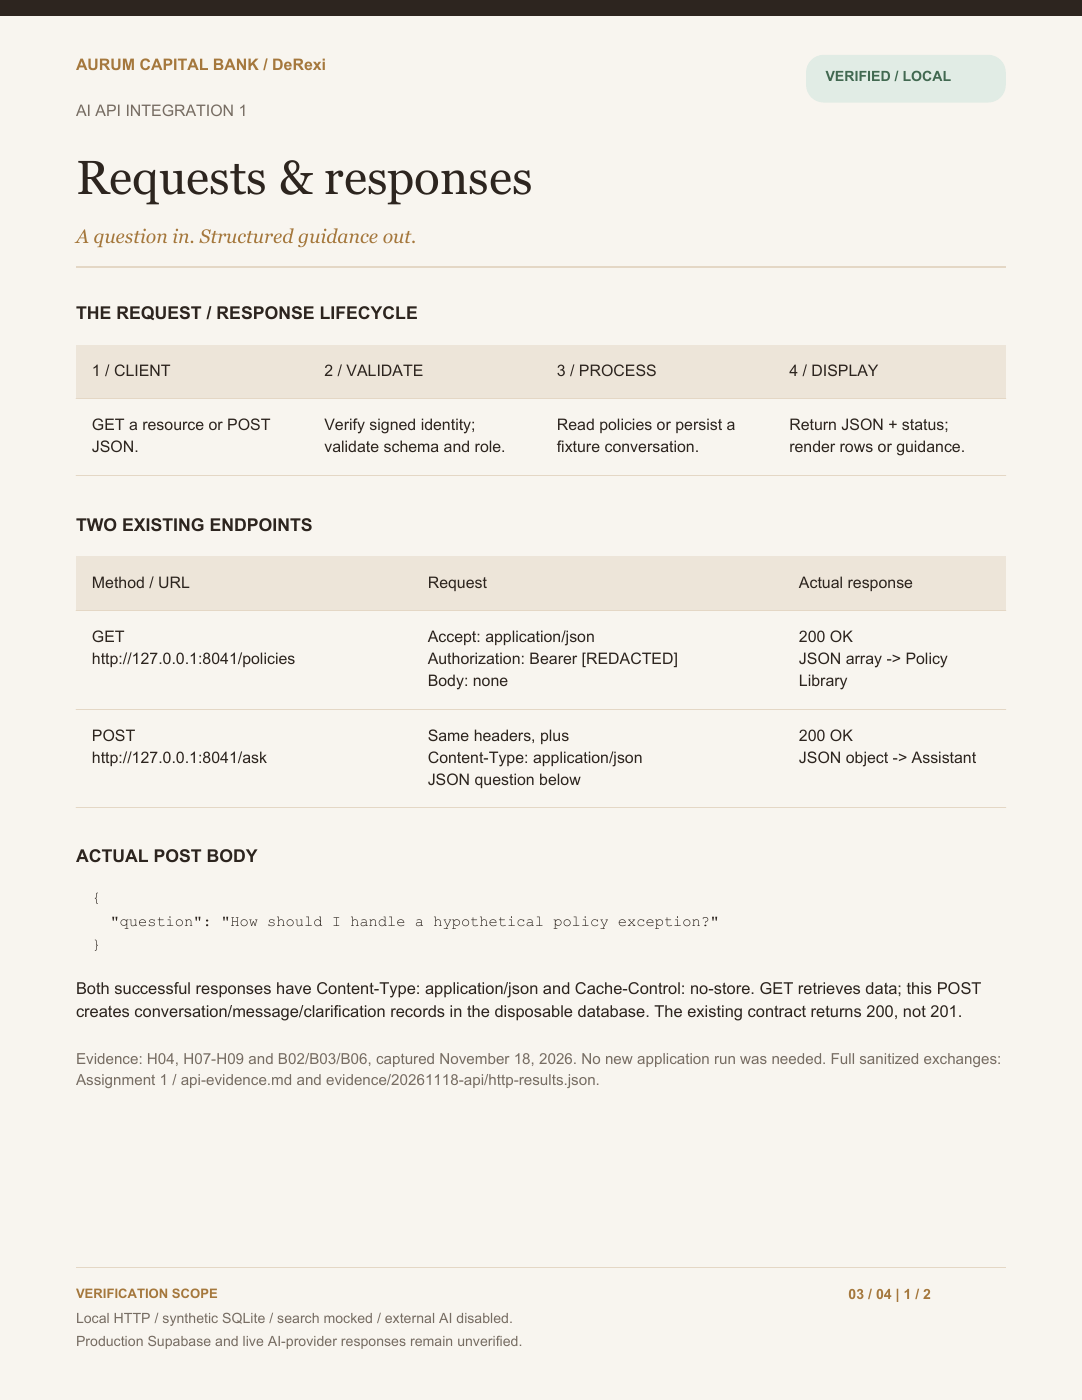 AURUM CAPITAL BANK / DeRexi
VERIFIED / LOCAL
AI API INTEGRATION 1
Requests & responses
A question in. Structured guidance out.
THE REQUEST / RESPONSE LIFECYCLE
1 / CLIENT
2 / VALIDATE
3 / PROCESS
4 / DISPLAY
GET a resource or POST
JSON.
Verify signed identity;
validate schema and role.
Read policies or persist a
fixture conversation.
Return JSON + status;
render rows or guidance.
TWO EXISTING ENDPOINTS
Method / URL
Request
Actual response
GET
http://127.0.0.1:8041/policies
Accept: application/json
Authorization: Bearer [REDACTED]
Body: none
200 OK
JSON array -> Policy
Library
POST
http://127.0.0.1:8041/ask
Same headers, plus
Content-Type: application/json
JSON question below
200 OK
JSON object -> Assistant
ACTUAL POST BODY
{
"question": "How should I handle a hypothetical policy exception?"
}
Both successful responses have Content-Type: application/json and Cache-Control: no-store. GET retrieves data; this POST
creates conversation/message/clarification records in the disposable database. The existing contract returns 200, not 201.
Evidence: H04, H07-H09 and B02/B03/B06, captured November 18, 2026. No new application run was needed. Full sanitized exchanges:
Assignment 1 / api-evidence.md and evidence/20261118-api/http-results.json.
VERIFICATION SCOPE
03 / 04 | 1 / 2
Local HTTP / synthetic SQLite / search mocked / external AI disabled.
Production Supabase and live AI-provider responses remain unverified.